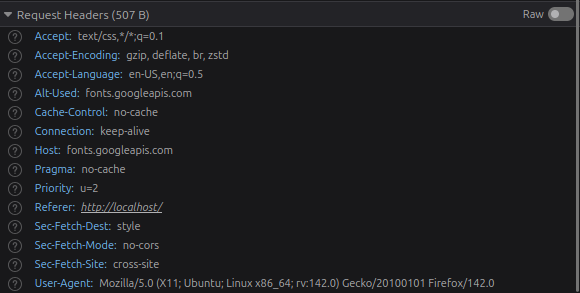 Request Headers (507 B) Raw
Accept: text/css,*/*;q=0.1
Accept-Encoding: gzip, deflate, br, zstd
Accept-Language: en-US,en;q=0.5
Alt-Used: fonts.googleapis.com
Cache-Control: no-cache
Connection: keep-alive
Host: fonts.googleapis.com
Pragma: no-cache
Priority: u=2
Referer: http://localhost/
Sec-Fetch-Dest: style
Sec-Fetch-Mode: no-cors
Sec-Fetch-Site: cross-site
User-Agent: Mozilla/5.0 (X11; Ubuntu; Linux x86_64; rv:142.0) Gecko/20100101 Firefox/142.0